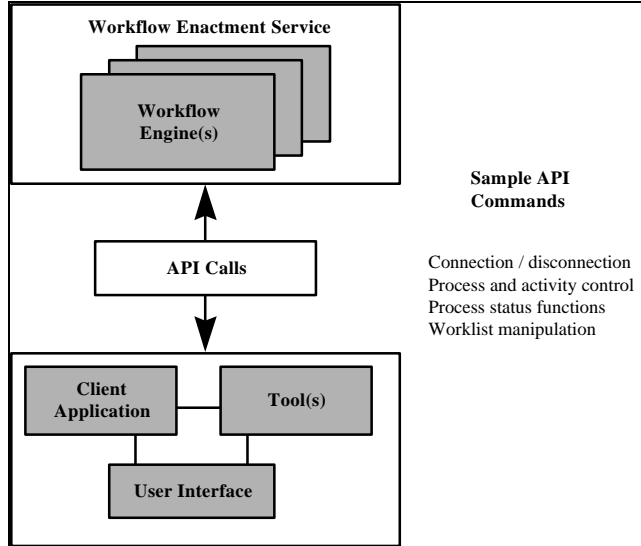 Workflow Enactment Service
Workflow
Engine(s)
Sample API
Commands
API Calls
Connection / disconnection
Process and activity control
Process status functions
Worklist manipulation
Client
Application
Tool(s)
User Interface